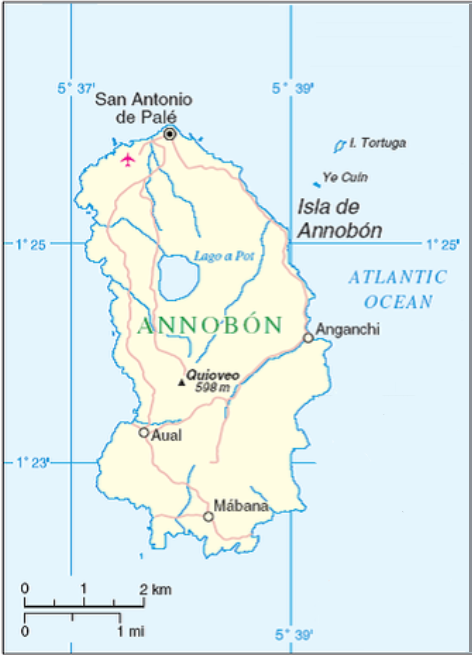 5° 37'
5° 39'
San Antonio
de Palé
I. Tortuga
Ye Cuín
Isla de
Annobón
1° 25
1° 25'
Lago a Pot
ATLANTIC
OCEAN
ANNOBÓN
Anganchi
Quioveo
598 m
Aual
1° 23'
Mábana
0 1 2 km
0 1 mi
5° 39'